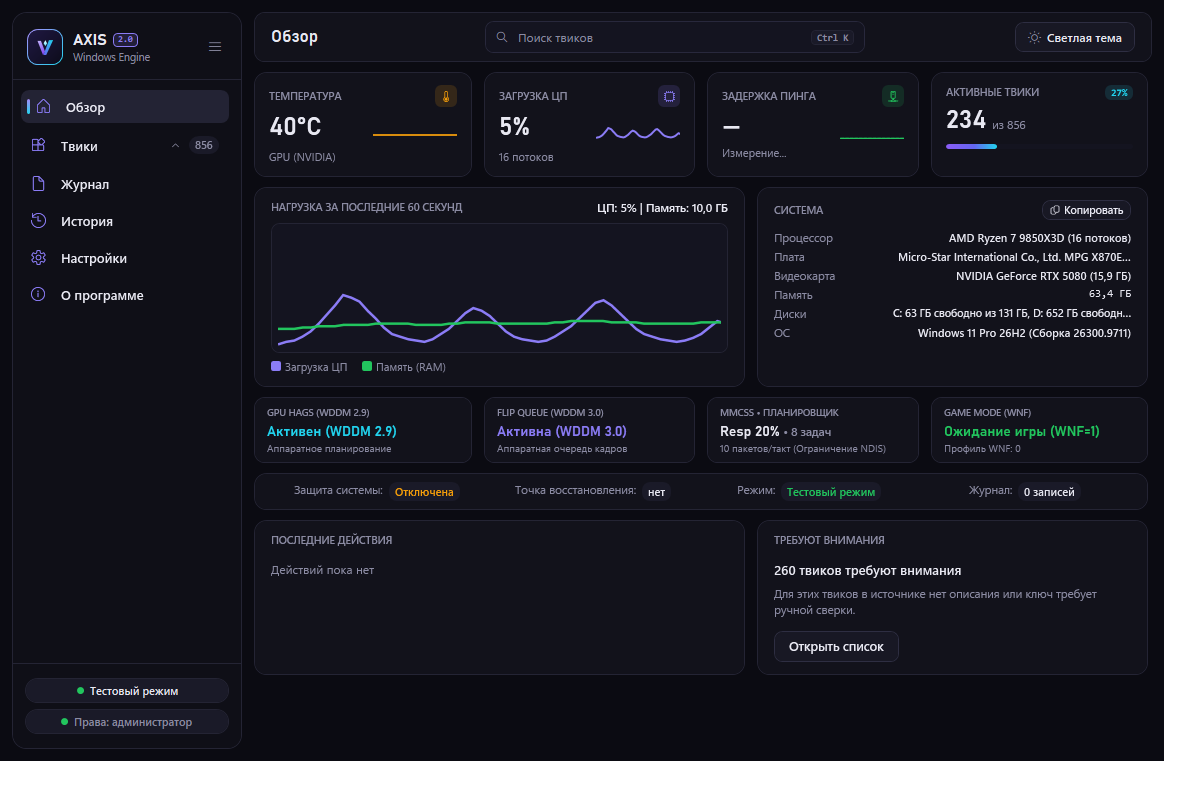 AXIS 2.0
Windows Engine
Обзор
Твики 856
Журнал
История
Настройки
О программе
Тестовый режим
Права: администратор
Обзор
Поиск твиков Ctrl K
Светлая тема
ТЕМПЕРАТУРА
40°C
GPU (NVIDIA)
ЗАГРУЗКА ЦП
5%
16 потоков
ЗАДЕРЖКА ПИНГА
—
Измерение...
АКТИВНЫЕ ТВИКИ 27%
234 из 856
НАГРУЗКА ЗА ПОСЛЕДНИЕ 60 СЕКУНД ЦП: 5% | Память: 10,0 ГБ
Загрузка ЦП Память (RAM)
СИСТЕМА Копировать
Процессор AMD Ryzen 7 9850X3D (16 потоков)
Плата Micro-Star International Co., Ltd. MPG X870E...
Видеокарта NVIDIA GeForce RTX 5080 (15,9 ГБ)
Память 63,4 ГБ
Диски C: 63 ГБ свободно из 131 ГБ, D: 652 ГБ свободн...
ОС Windows 11 Pro 26H2 (Сборка 26300.9711)
GPU HAGS (WDDM 2.9)
Активен (WDDM 2.9)
Аппаратное планирование
FLIP QUEUE (WDDM 3.0)
Активна (WDDM 3.0)
Аппаратная очередь кадров
MMCSS • ПЛАНИРОВЩИК
Resp 20% • 8 задач
10 пакетов/такт (Ограничение NDIS)
GAME MODE (WNF)
Ожидание игры (WNF=1)
Профиль WNF: 0
Защита системы: Отключена Точка восстановления: нет Режим: Тестовый режим Журнал: 0 записей
ПОСЛЕДНИЕ ДЕЙСТВИЯ
Действий пока нет
ТРЕБУЮТ ВНИМАНИЯ
260 твиков требуют внимания
Для этих твиков в источнике нет описания или ключ требует
ручной сверки.
Открыть список